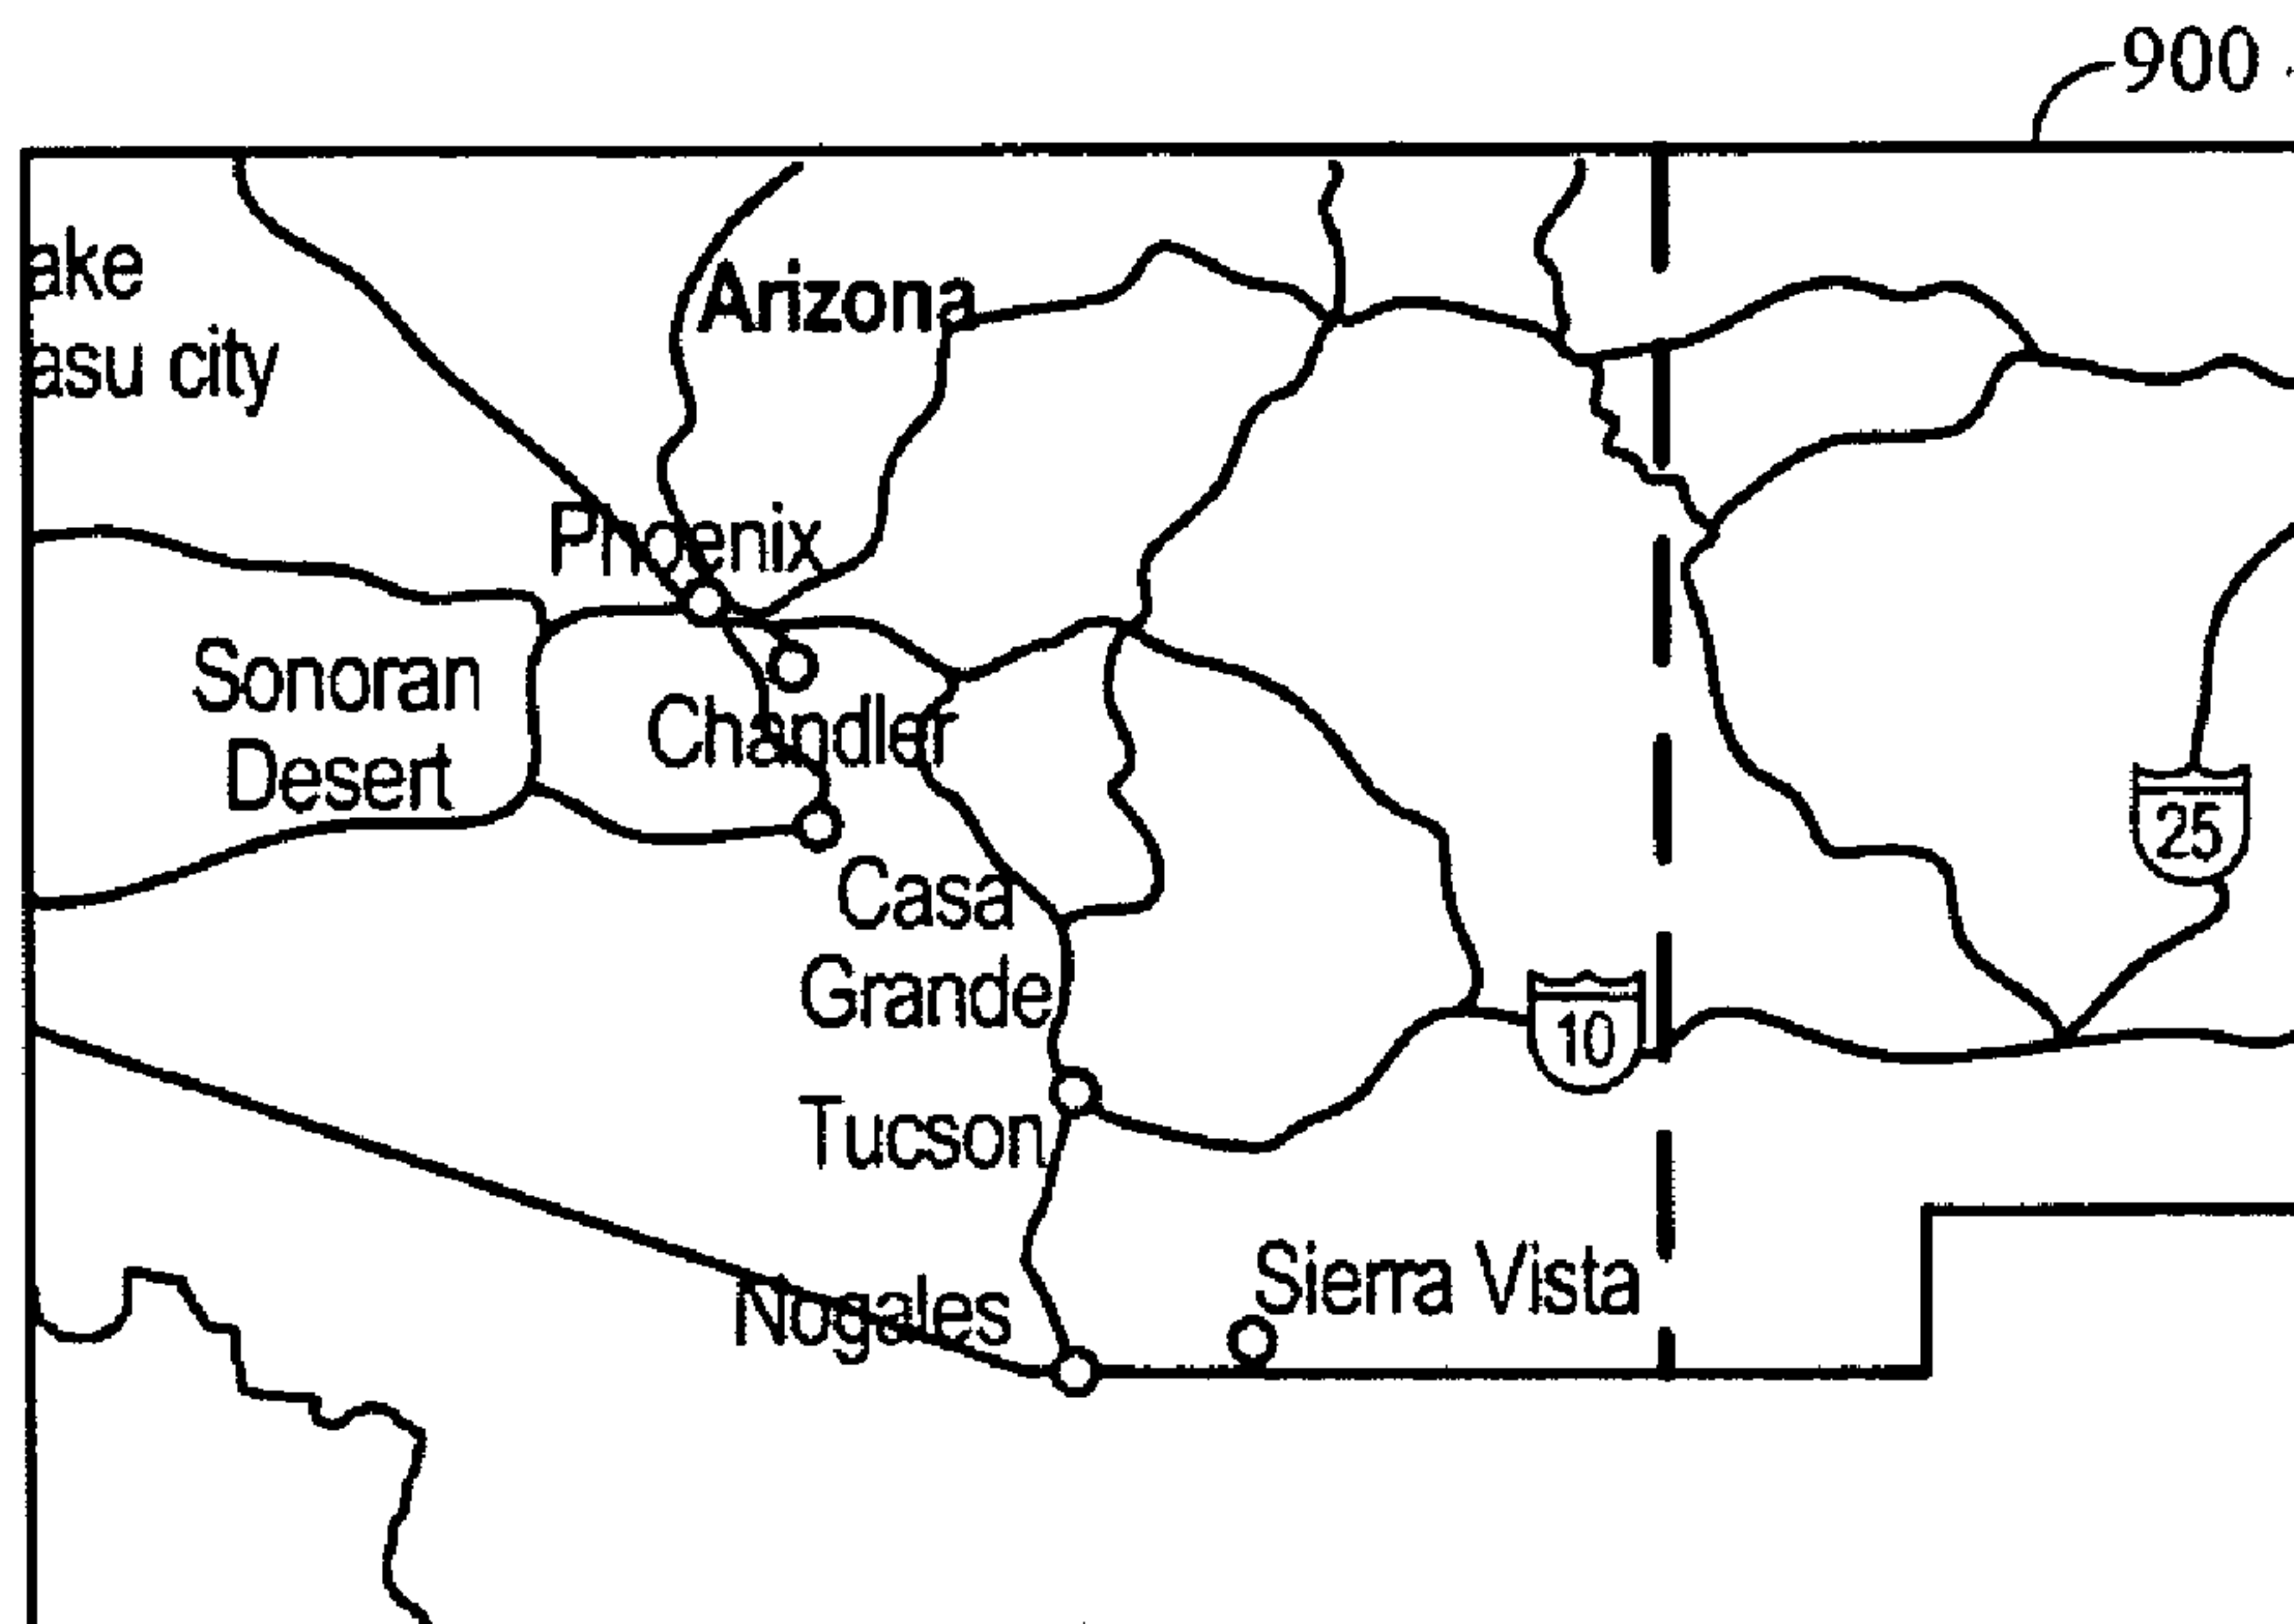 900
ake
asu city
Arizona
Phoenix
Sonoran
Desert
Chandler
25
Casa
Grande
10
Tucson
Sierra Vista
Nogales